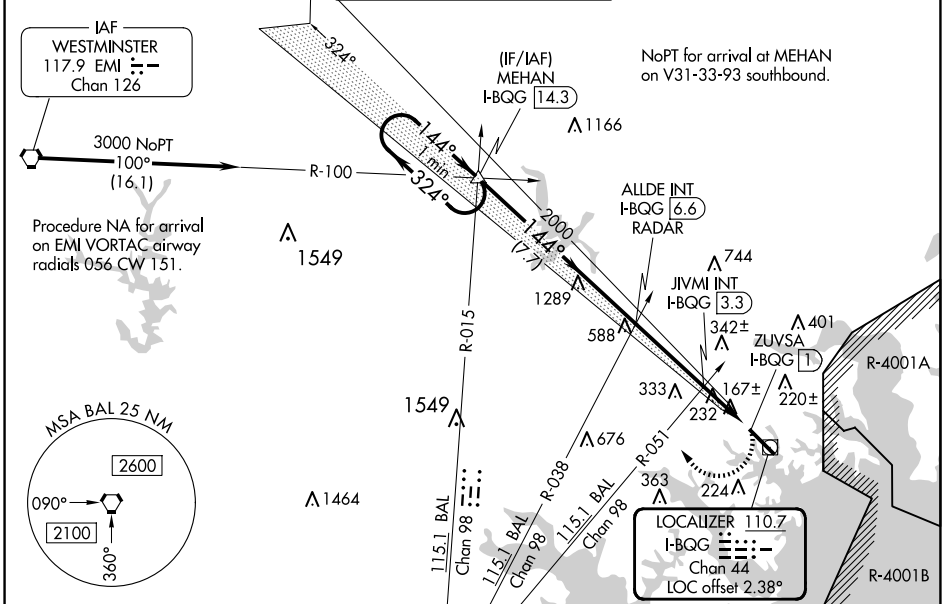 IAF
WESTMINSTER
117.9 EMI
Chan 126
3000 NoPT
100°
(16.1)
R-100
Procedure NA for arrival
on EMI VORTAC airway
radials 056 CW 151.
324°
(IF/IAF)
MEHAN
I-BQG 14.3
NoPT for arrival at MEHAN
on V31-33-93 southbound.
1166
144°
1 min
324°
2000
144°
(7.7)
ALLDE INT
I-BQG 6.6
RADAR
1549
1289
588
744
JIVMI INT
I-BQG 3.3
342±
401
ZUVSA
I-BQG 1
R-4001A
R-015
333
232
167±
220±
1549
676
R-051
R-038
363
224
MSA BAL 25 NM
2600
090°
2100
360°
1464
115.1 BAL
Chan 98
115.1 BAL
Chan 98
115.1 BAL
Chan 98
LOCALIZER 110.7
I-BQG
Chan 44
LOC offset 2.38°
R-4001B